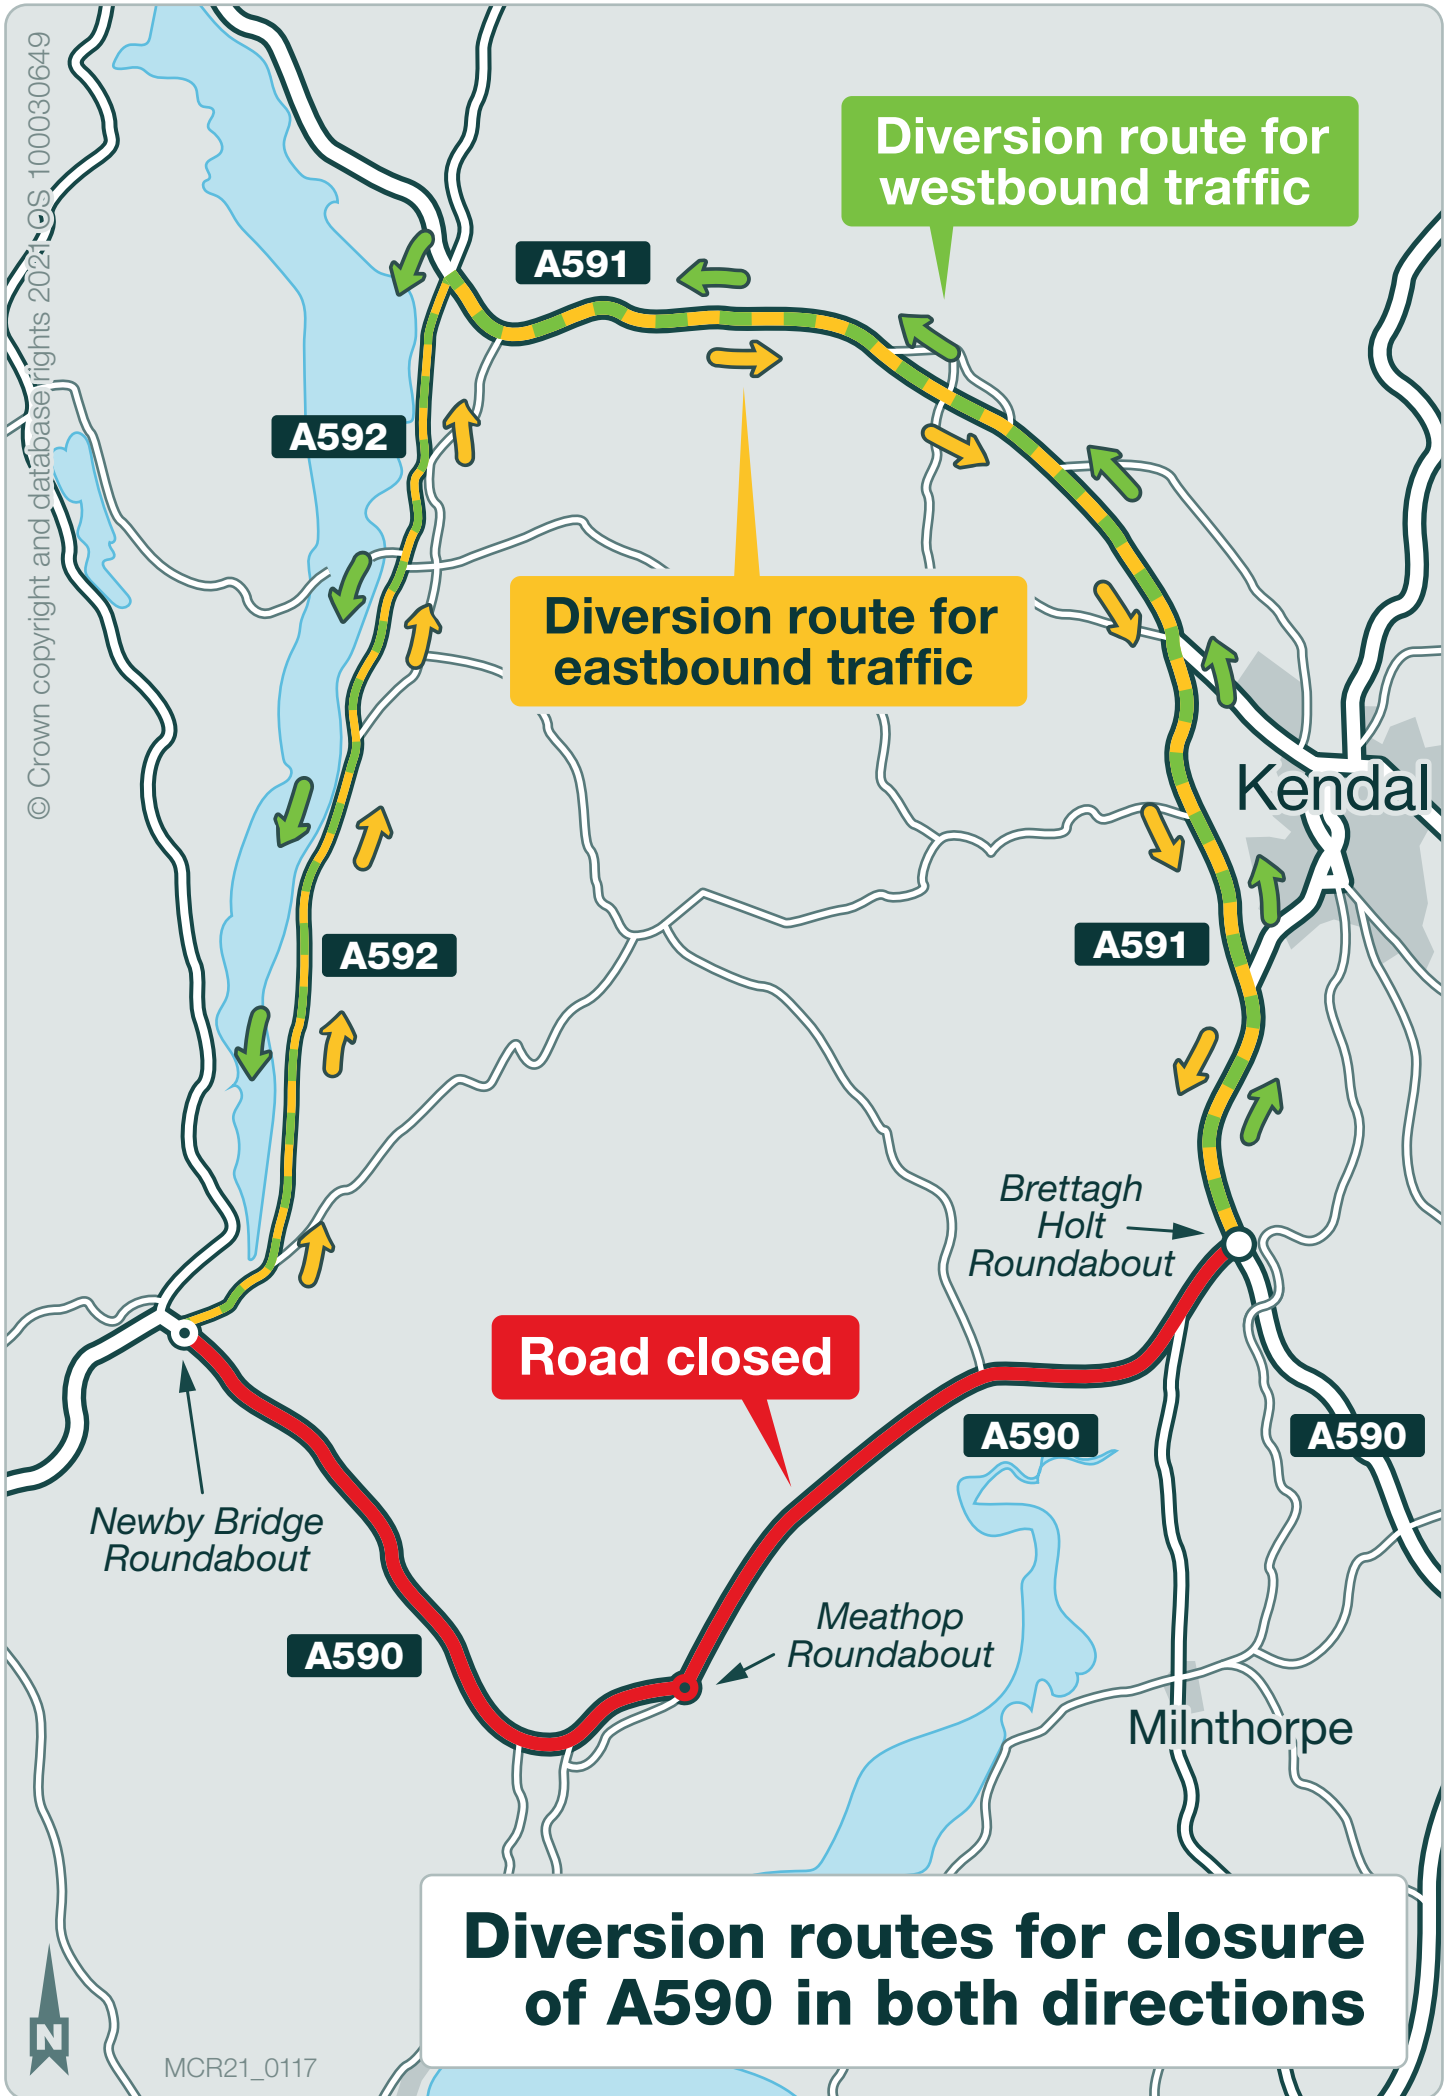 © Crown copyright and database rights 2021 OS 100030649
Diversion route for
westbound traffic
A591
A592
Diversion route for
eastbound traffic
Kendal
A591
A592
Brettagh
Holt
Roundabout
Road closed
A590
A590
Newby Bridge
Roundabout
Meathop
Roundabout
A590
Milnthorpe
Diversion routes for closure
of A590 in both directions
N
MCR21_0117